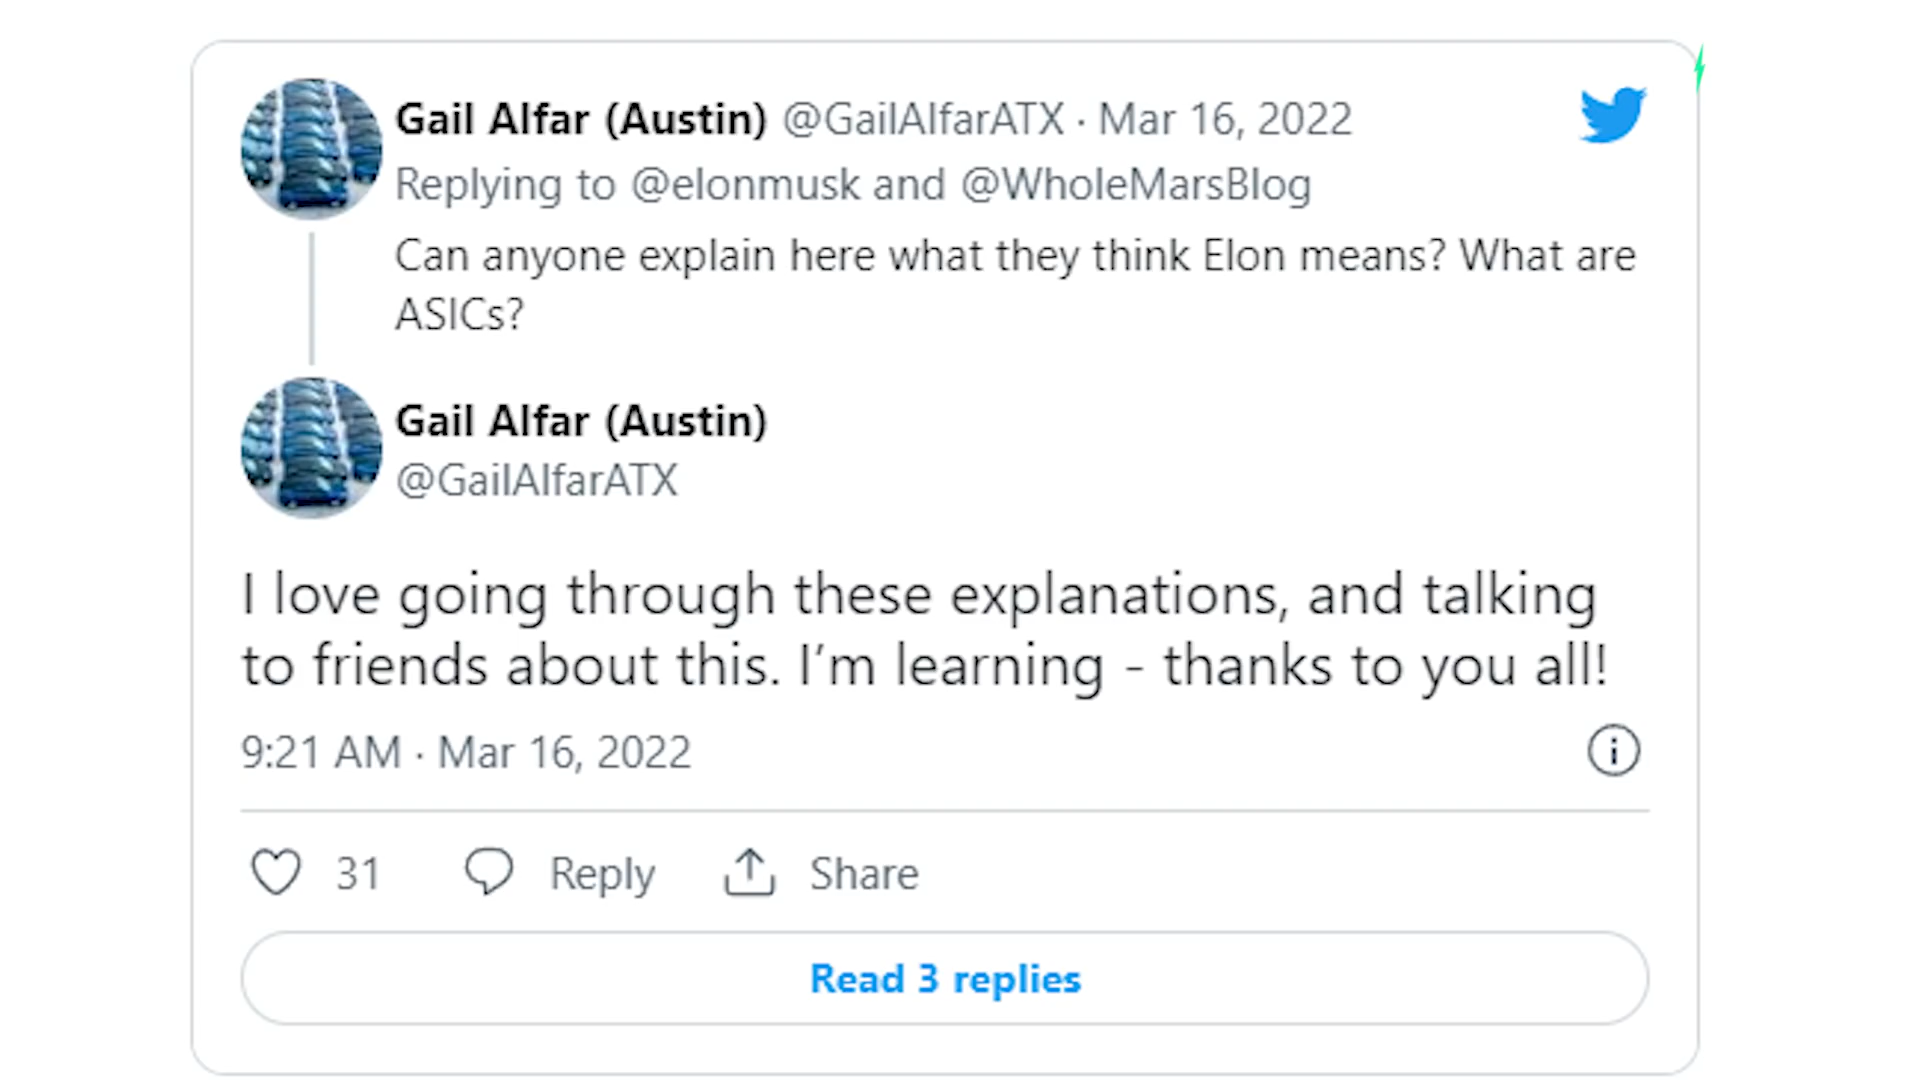 Gail Alfar (Austin) @GailAlfarATX · Mar 16, 2022
Replying to @elonmusk and @WholeMarsBlog
Can anyone explain here what they think Elon means? What are
ASICs?
Gail Alfar (Austin)
@GailAlfarATX
I love going through these explanations, and talking
to friends about this. I’m learning - thanks to you all!
9:21 AM · Mar 16, 2022
31 Reply Share
Read 3 replies